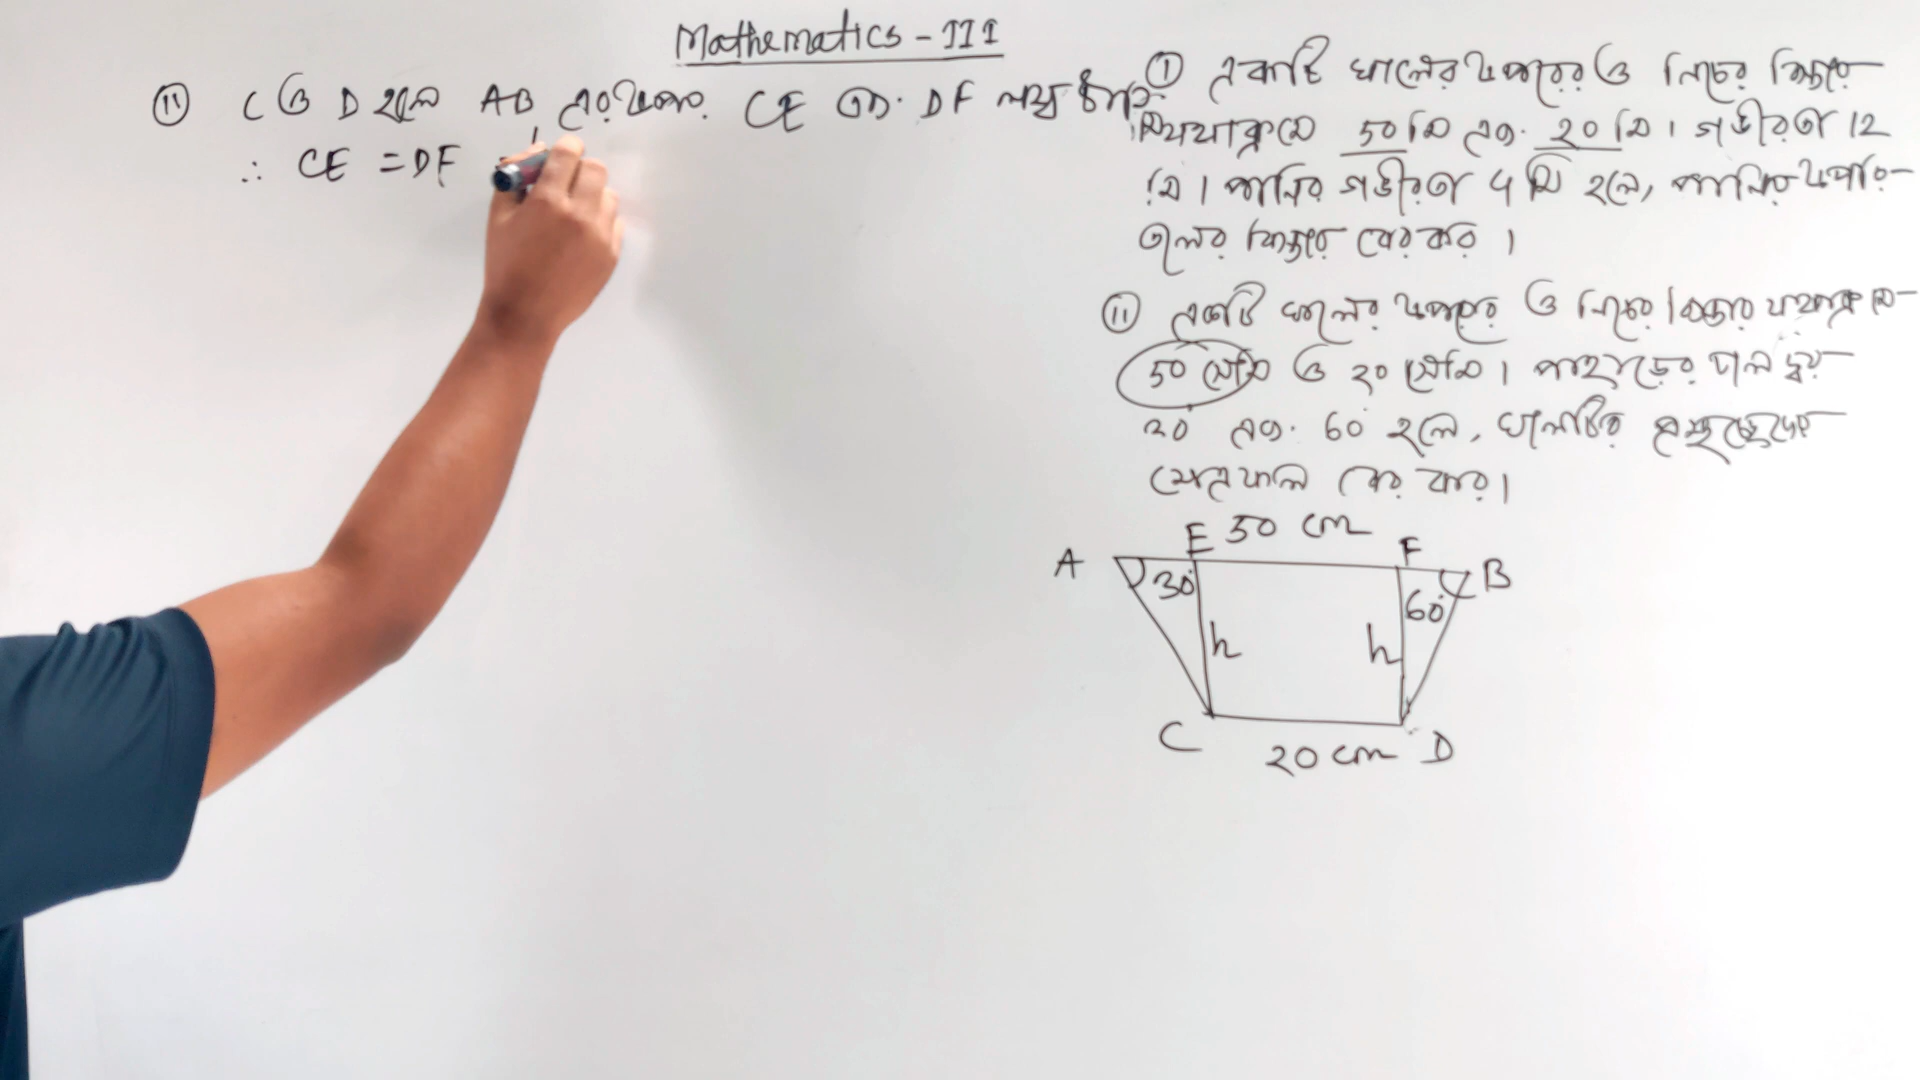 Mathematics - III
(ii) C ও D হতে AB এর উপর CE এবং DF লম্ব
∴ CE = DF
① একটি খালের উপরের ও নিচের বিস্তার
যথাক্রমে 50 মি এবং 20 মি। গভীরতা 12
মি। পানির গভীরতা 4 মি হলে, পানির উপরি-
তলের বিস্তার বের কর।
(ii) একটি খালের উপরের ও নিচের বিস্তার যথাক্রমে
50 সেমি ও 20 সেমি। পাহাড়ের ঢাল দ্বয়
30° এবং 60° হলে, খালটির প্রস্থচ্ছেদের
ক্ষেত্রফল বের কর।
A E 50 cm F B
30° 60°
h h
C 20 cm D